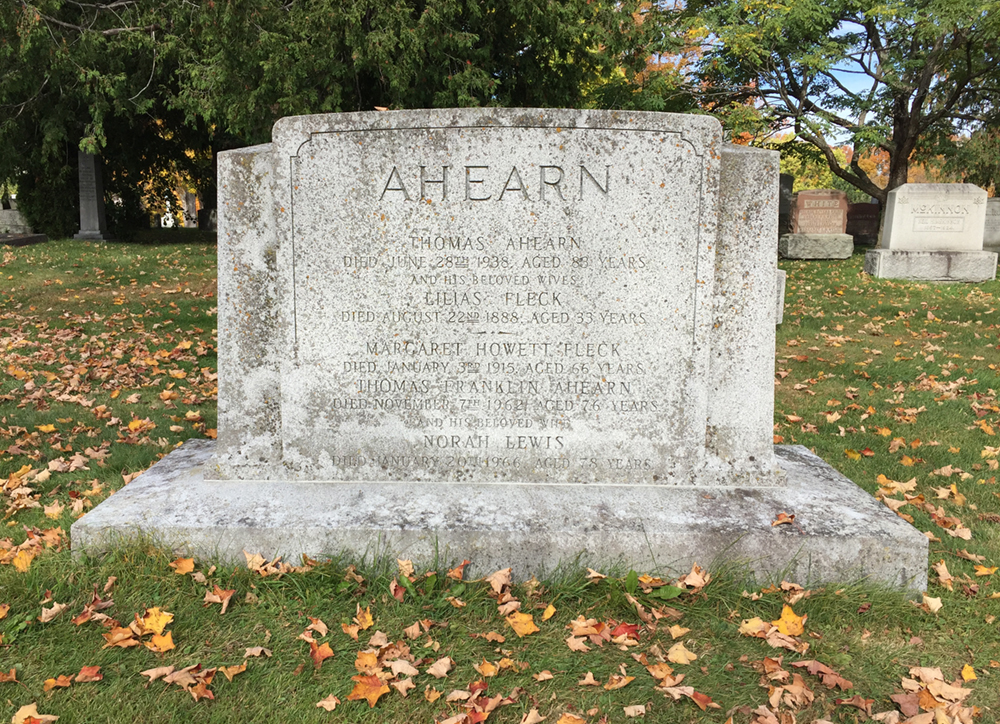 AHEARN
THOMAS AHEARN
DIED JUNE 28TH 1938, AGED 83 YEARS
AND HIS BELOVED WIVES
LILIAS FLECK
DIED AUGUST 22ND 1888, AGED 33 YEARS
MARGARET HOWETT FLECK
DIED JANUARY 3RD 1915, AGED 66 YEARS
THOMAS FRANKLIN AHEARN
DIED NOVEMBER 7TH 1962, AGED 76 YEARS
AND HIS BELOVED WIFE
NORAH LEWIS
DIED JANUARY 20TH 1966, AGED 78 YEARS
WHITE
McKINNON